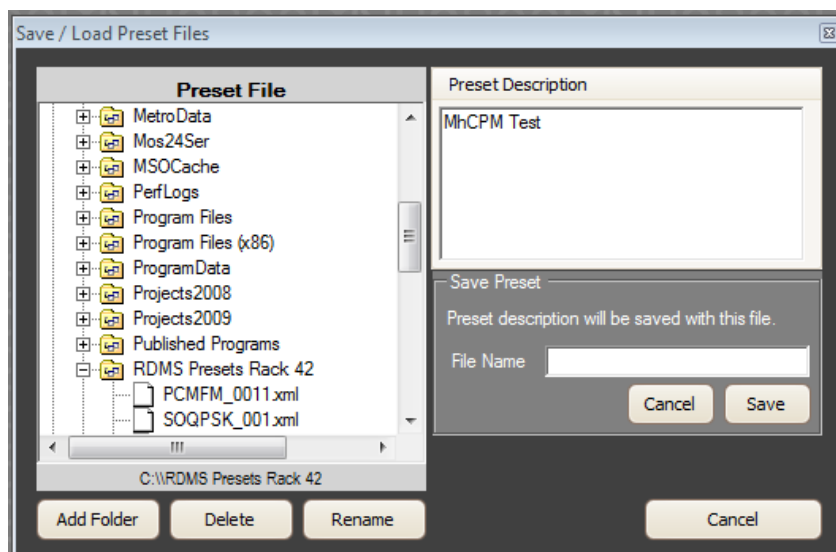 Save / Load Preset Files
Preset File
MetroData
Mos24Ser
MSOCache
PerfLogs
Program Files
Program Files (x86)
ProgramData
Projects2008
Projects2009
Published Programs
RDMS Presets Rack 42
PCMFM_0011.xml
SOQPSK_001.xml
C:\\RDMS Presets Rack 42
Add Folder
Delete
Rename
Preset Description
MhCPM Test
Save Preset
Preset description will be saved with this file.
File Name
Cancel
Save
Cancel